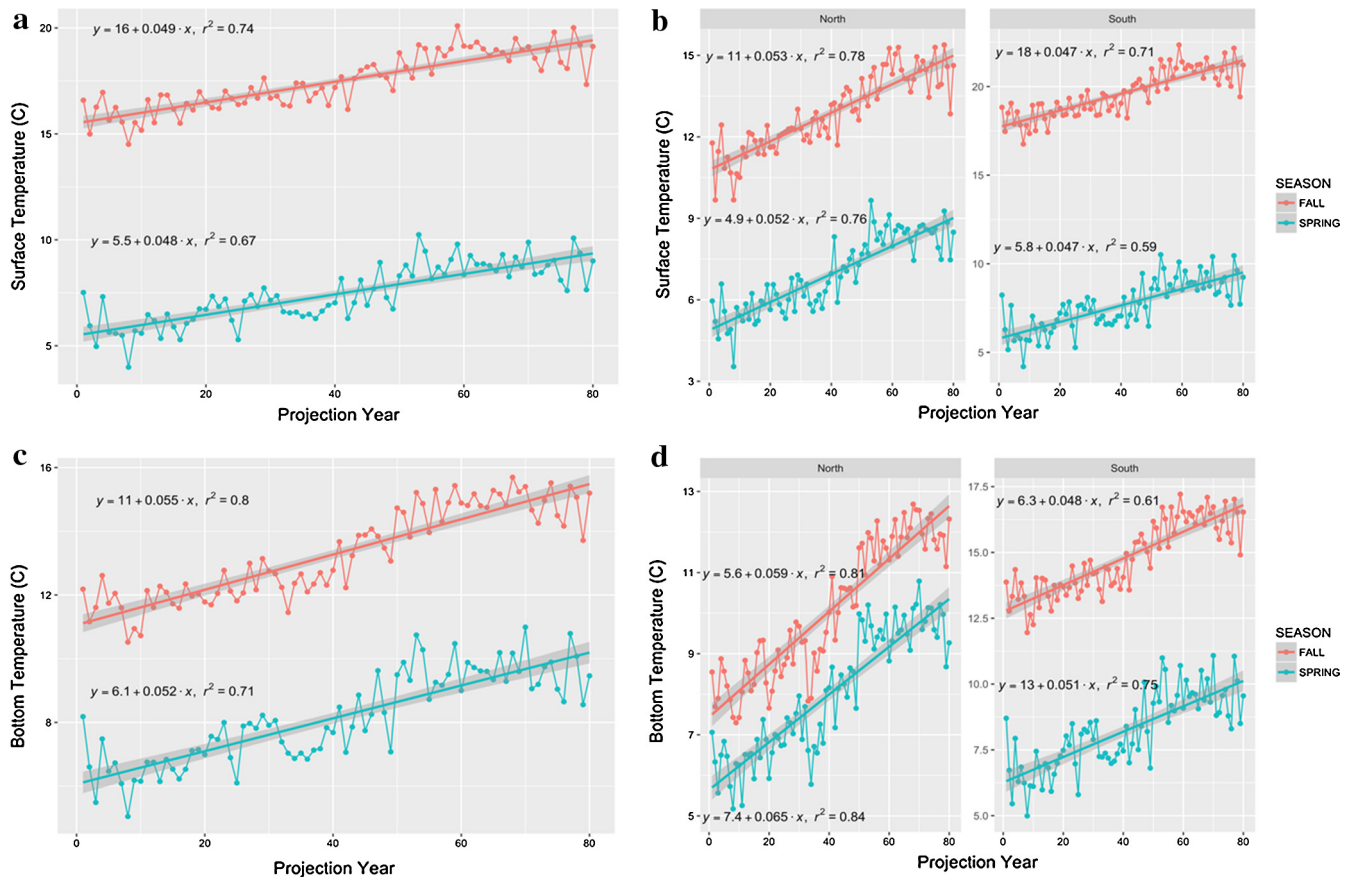 a
y = 16 + 0.049 · x, r² = 0.74
y = 5.5 + 0.048 · x, r² = 0.67
20
15
10
5
0 20 40 60 80
Surface Temperature (C)
Projection Year
b
North South
y = 11 + 0.053 · x, r² = 0.78
y = 4.9 + 0.052 · x, r² = 0.76
15
12
9
6
3
0 20 40 60 80
y = 18 + 0.047 · x, r² = 0.71
y = 5.8 + 0.047 · x, r² = 0.59
20
15
10
5
0 20 40 60 80
Surface Temperature (C)
Projection Year
SEASON
FALL
SPRING
c
y = 11 + 0.055 · x, r² = 0.8
y = 6.1 + 0.052 · x, r² = 0.71
16
12
8
0 20 40 60 80
Bottom Temperature (C)
Projection Year
d
North South
y = 5.6 + 0.059 · x, r² = 0.81
y = 7.4 + 0.065 · x, r² = 0.84
13
11
9
7
5
0 20 40 60 80
y = 6.3 + 0.048 · x, r² = 0.61
y = 13 + 0.051 · x, r² = 0.75
17.5
15.0
12.5
10.0
7.5
5.0
0 20 40 60 80
Bottom Temperature (C)
Projection Year
SEASON
FALL
SPRING